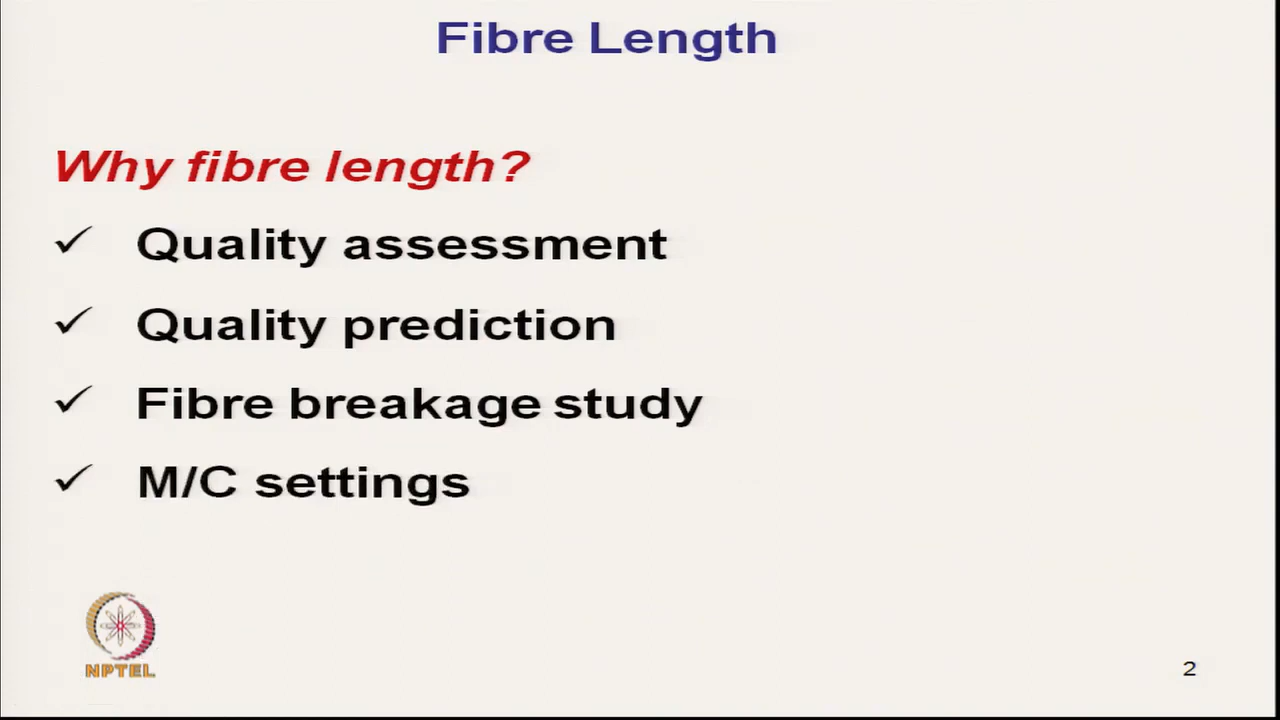 Fibre Length
Why fibre length?
✓ Quality assessment
✓ Quality prediction
✓ Fibre breakage study
✓ M/C settings
NPTEL
2